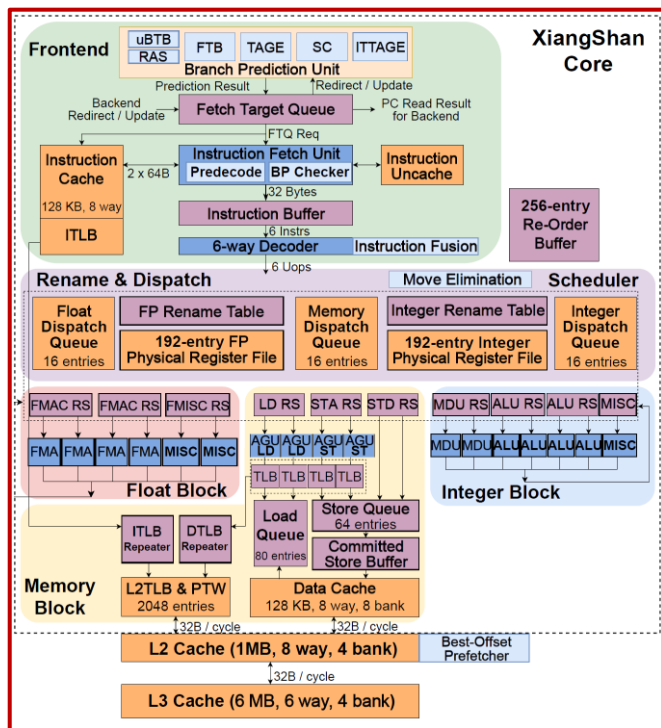 Frontend
XiangShan
Core
uBTB
RAS
FTB
TAGE
SC
ITTAGE
Branch Prediction Unit
Prediction Result
Redirect / Update
Backend
Redirect / Update
Fetch Target Queue
PC Read Result
for Backend
FTQ Req
Instruction
Cache
128 KB, 8 way
ITLB
2 x 64B
Instruction Fetch Unit
Predecode
BP Checker
Instruction
Uncache
32 Bytes
Instruction Buffer
6 Instrs
6-way Decoder
Instruction Fusion
6 Uops
256-entry
Re-Order
Buffer
Rename & Dispatch
Move Elimination
Scheduler
Float
Dispatch
Queue
16 entries
FP Rename Table
192-entry FP
Physical Register File
Memory
Dispatch
Queue
16 entries
Integer Rename Table
192-entry Integer
Physical Register File
Integer
Dispatch
Queue
16 entries
FMAC RS
FMAC RS
FMISC RS
FMA
FMA
FMA
FMA
MISC
MISC
Float Block
LD RS
STA RS
STD RS
AGU
LD
AGU
LD
AGU
ST
AGU
ST
TLB
TLB
TLB
TLB
MDU RS
ALU RS
ALU RS
MISC
MDU
MDU
ALU
ALU
ALU
ALU
MISC
Integer Block
ITLB
Repeater
DTLB
Repeater
Load
Queue
80 entries
Store Queue
64 entries
Committed
Store Buffer
Memory
Block
L2TLB & PTW
2048 entries
Data Cache
128 KB, 8 way, 8 bank
32B / cycle
32B / cycle
L2 Cache (1MB, 8 way, 4 bank)
Best-Offset
Prefetcher
32B / cycle
L3 Cache (6 MB, 6 way, 4 bank)